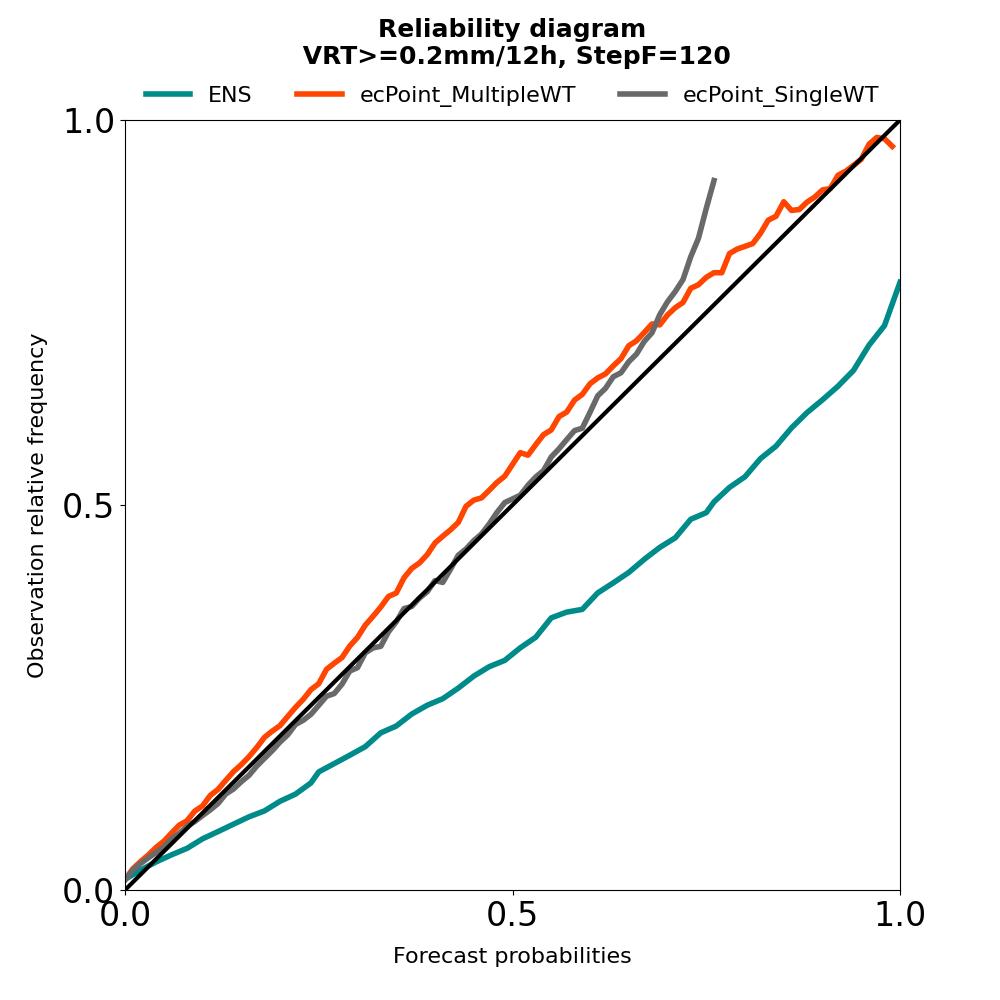 Reliability diagram
VRT>=0.2mm/12h, StepF=120
ENS ecPoint_MultipleWT ecPoint_SingleWT
1.0
0.5
0.0
0.0 0.5 1.0
Observation relative frequency
Forecast probabilities